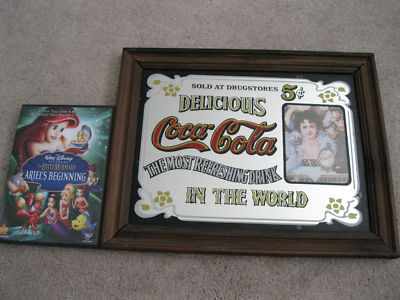 WALT DISNEY
THE LITTLE MERMAID
ARIEL'S BEGINNING
DVD
SOLD AT DRUGSTORES 5¢
DELICIOUS
Coca-Cola
THE MOST REFRESHING DRINK
IN THE WORLD